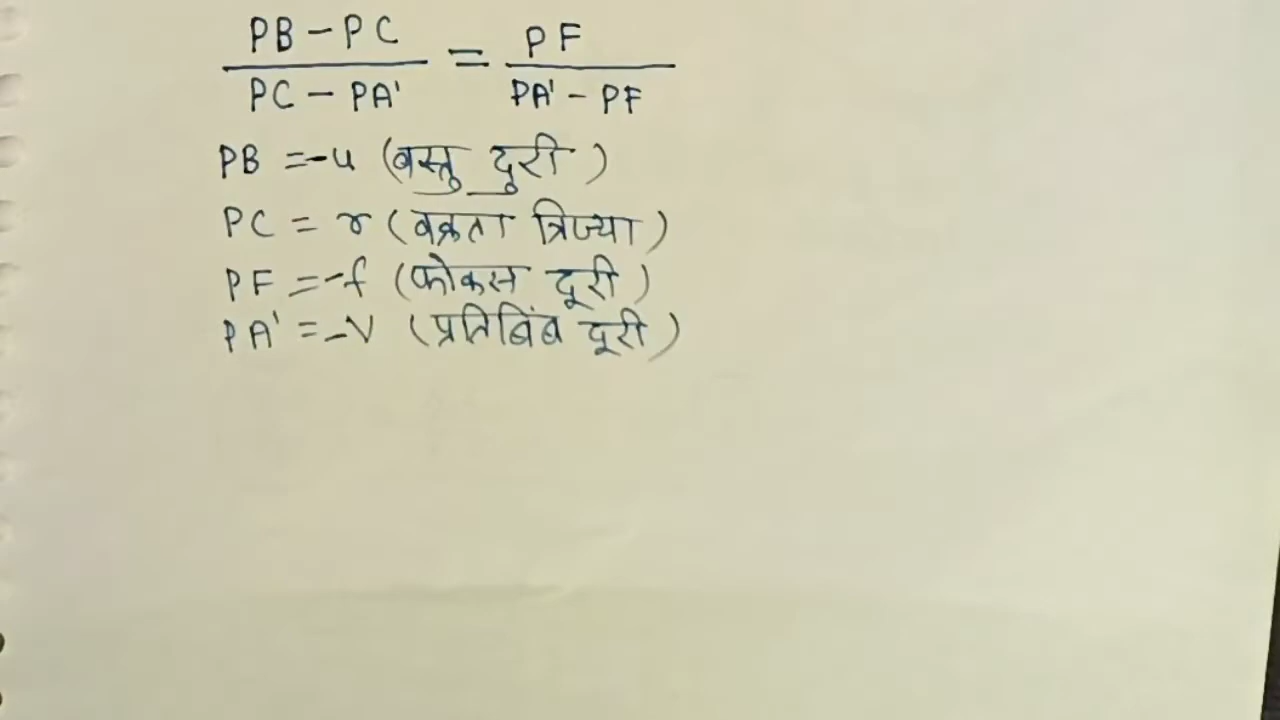 PB - PC / PC - PA' = PF / PA' - PF
PB = -u (वस्तु दुरी)
PC = r (वक्रता त्रिज्या)
PF = -f (फोकस दूरी)
PA' = -v (प्रतिबिंब दूरी)